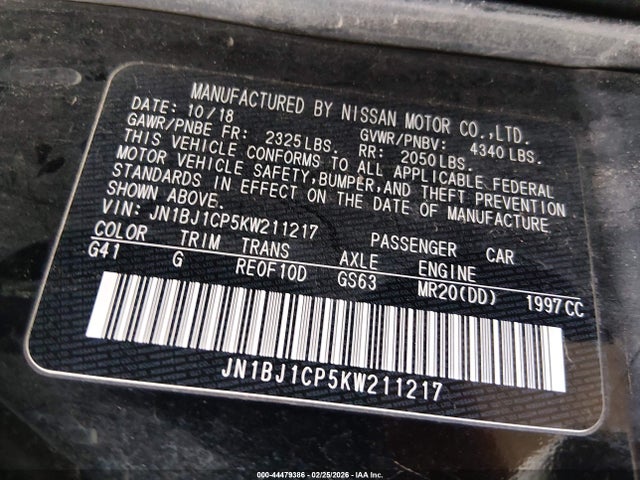 MANUFACTURED BY NISSAN MOTOR CO.,LTD.
DATE: 10/18 GVWR/PNBV: 4340 LBS.
GAWR/PNBE FR: 2325 LBS. RR: 2050 LBS.
THIS VEHICLE CONFORMS TO ALL APPLICABLE FEDERAL
MOTOR VEHICLE SAFETY, BUMPER, AND THEFT PREVENTION
STANDARDS IN EFFECT ON THE DATE OF MANUFACTURE
SHOWN ABOVE.
VIN: JN1BJ1CP5KW211217 PASSENGER CAR
COLOR TRIM TRANS AXLE ENGINE
G41 G RE0F10D GS63 MR20(DD) 1997CC
JN1BJ1CP5KW211217
000-44479386 - 02/25/2026 - IAA Inc.